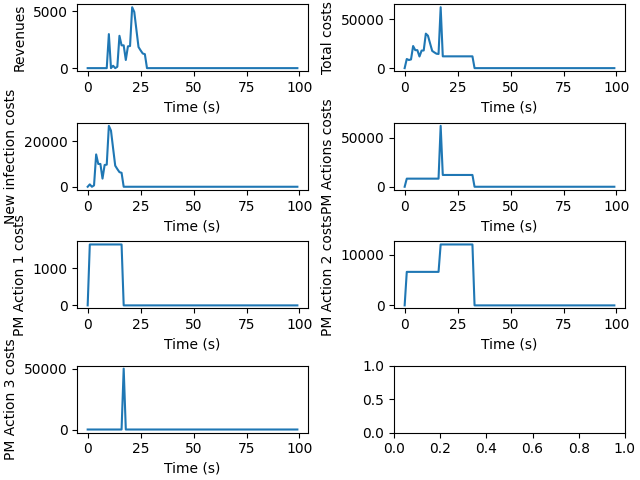 Revenues
5000
0
0 25 50 75 100
Time (s)
Total costs
50000
0
0 25 50 75 100
Time (s)
New infection costs
20000
0
0 25 50 75 100
Time (s)
PM Actions costs
50000
0
0 25 50 75 100
Time (s)
PM Action 1 costs
1000
0
0 25 50 75 100
Time (s)
PM Action 2 costs
10000
0
0 25 50 75 100
Time (s)
PM Action 3 costs
50000
0
0 25 50 75 100
Time (s)
1.0
0.5
0.0
0.0 0.2 0.4 0.6 0.8 1.0